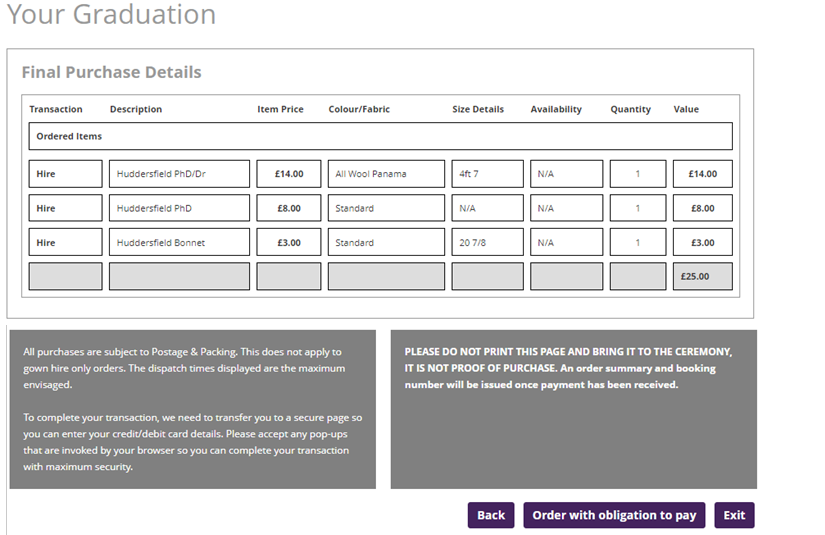 Your Graduation
Final Purchase Details
Transaction Description Item Price Colour/Fabric Size Details Availability Quantity Value
Ordered Items
Hire Huddersfield PhD/Dr £14.00 All Wool Panama 4ft 7 N/A 1 £14.00
Hire Huddersfield PhD £8.00 Standard N/A N/A 1 £8.00
Hire Huddersfield Bonnet £3.00 Standard 20 7/8 N/A 1 £3.00
£25.00
All purchases are subject to Postage & Packing. This does not apply to
gown hire only orders. The dispatch times displayed are the maximum
envisaged.
To complete your transaction, we need to transfer you to a secure page so
you can enter your credit/debit card details. Please accept any pop-ups
that are invoked by your browser so you can complete your transaction
with maximum security.
PLEASE DO NOT PRINT THIS PAGE AND BRING IT TO THE CEREMONY,
IT IS NOT PROOF OF PURCHASE. An order summary and booking
number will be issued once payment has been received.
Back Order with obligation to pay Exit